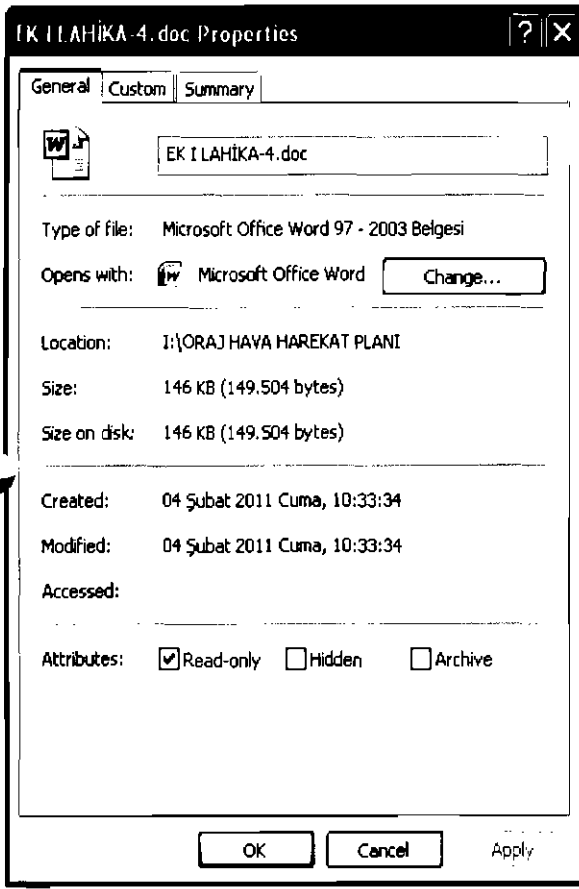 EK I LAHİKA-4.doc Properties
General Custom Summary
EK I LAHİKA-4.doc
Type of file: Microsoft Office Word 97 - 2003 Belgesi
Opens with: Microsoft Office Word Change...
Location: I:\ORAJ HAVA HAREKAT PLANI
Size: 146 KB (149.504 bytes)
Size on disk: 146 KB (149.504 bytes)
Created: 04 Şubat 2011 Cuma, 10:33:34
Modified: 04 Şubat 2011 Cuma, 10:33:34
Accessed:
Attributes: Read-only Hidden Archive
OK Cancel Apply